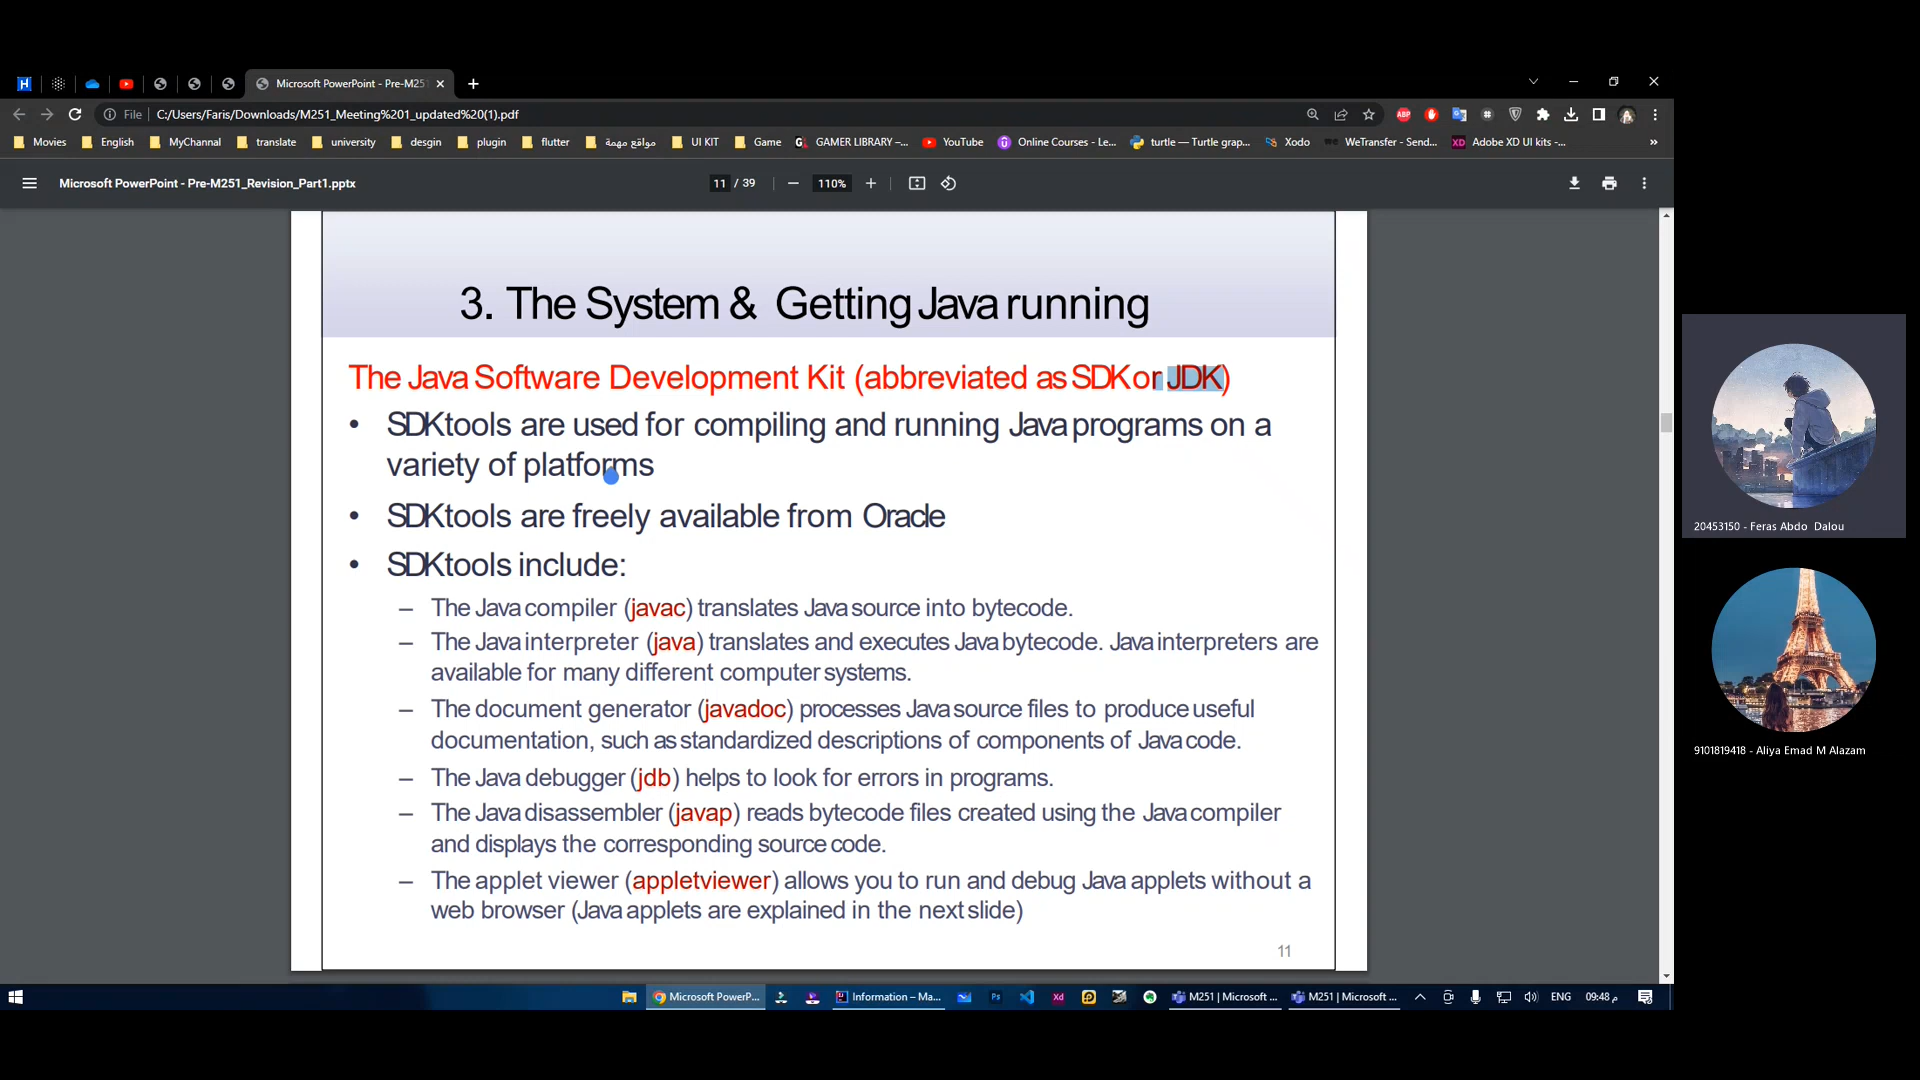 Microsoft PowerPoint - Pre-M251
File C:/Users/Faris/Downloads/M251_Meeting%201_updated%20(1).pdf
Movies English MyChannal translate university desgin plugin flutter مواقع مهمة UI KIT Game GAMER LIBRARY –... YouTube Online Courses - Le... turtle — Turtle grap... Xodo WeTransfer - Send... Adobe XD UI kits -... »
Microsoft PowerPoint - Pre-M251_Revision_Part1.pptx 11 / 39 110%
3. The System & Getting Java running
The Java Software Development Kit (abbreviated as SDK or JDK)
• SDK tools are used for compiling and running Java programs on a
variety of platforms
• SDK tools are freely available from Oracle
• SDK tools include:
– The Java compiler (javac) translates Java source into bytecode.
– The Java interpreter (java) translates and executes Java bytecode. Java interpreters are
available for many different computer systems.
– The document generator (javadoc) processes Java source files to produce useful
documentation, such as standardized descriptions of components of Java code.
– The Java debugger (jdb) helps to look for errors in programs.
– The Java disassembler (javap) reads bytecode files created using the Java compiler
and displays the corresponding source code.
– The applet viewer (appletviewer) allows you to run and debug Java applets without a
web browser (Java applets are explained in the next slide)
11
20453150 - Feras Abdo Dalou
9101819418 - Aliya Emad M Alazam
Microsoft PowerP... Information – Ma... Ps Xd M251 | Microsoft ... M251 | Microsoft ... ENG 09:48 م